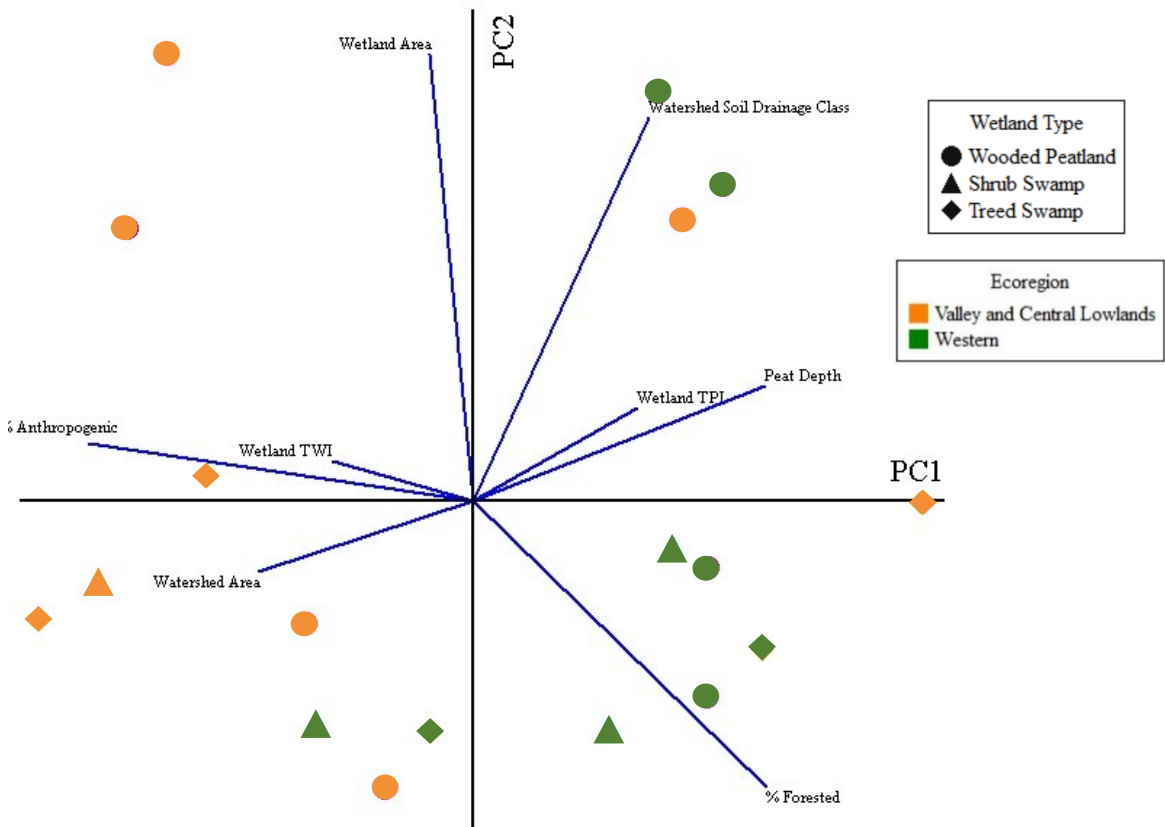 Wetland Area
PC2
Watershed Soil Drainage Class
Wetland Type
Wooded Peatland
Shrub Swamp
Treed Swamp
Ecoregion
Valley and Central Lowlands
Western
Peat Depth
Wetland TPI
% Anthropogenic
Wetland TWI
PC1
Watershed Area
% Forested